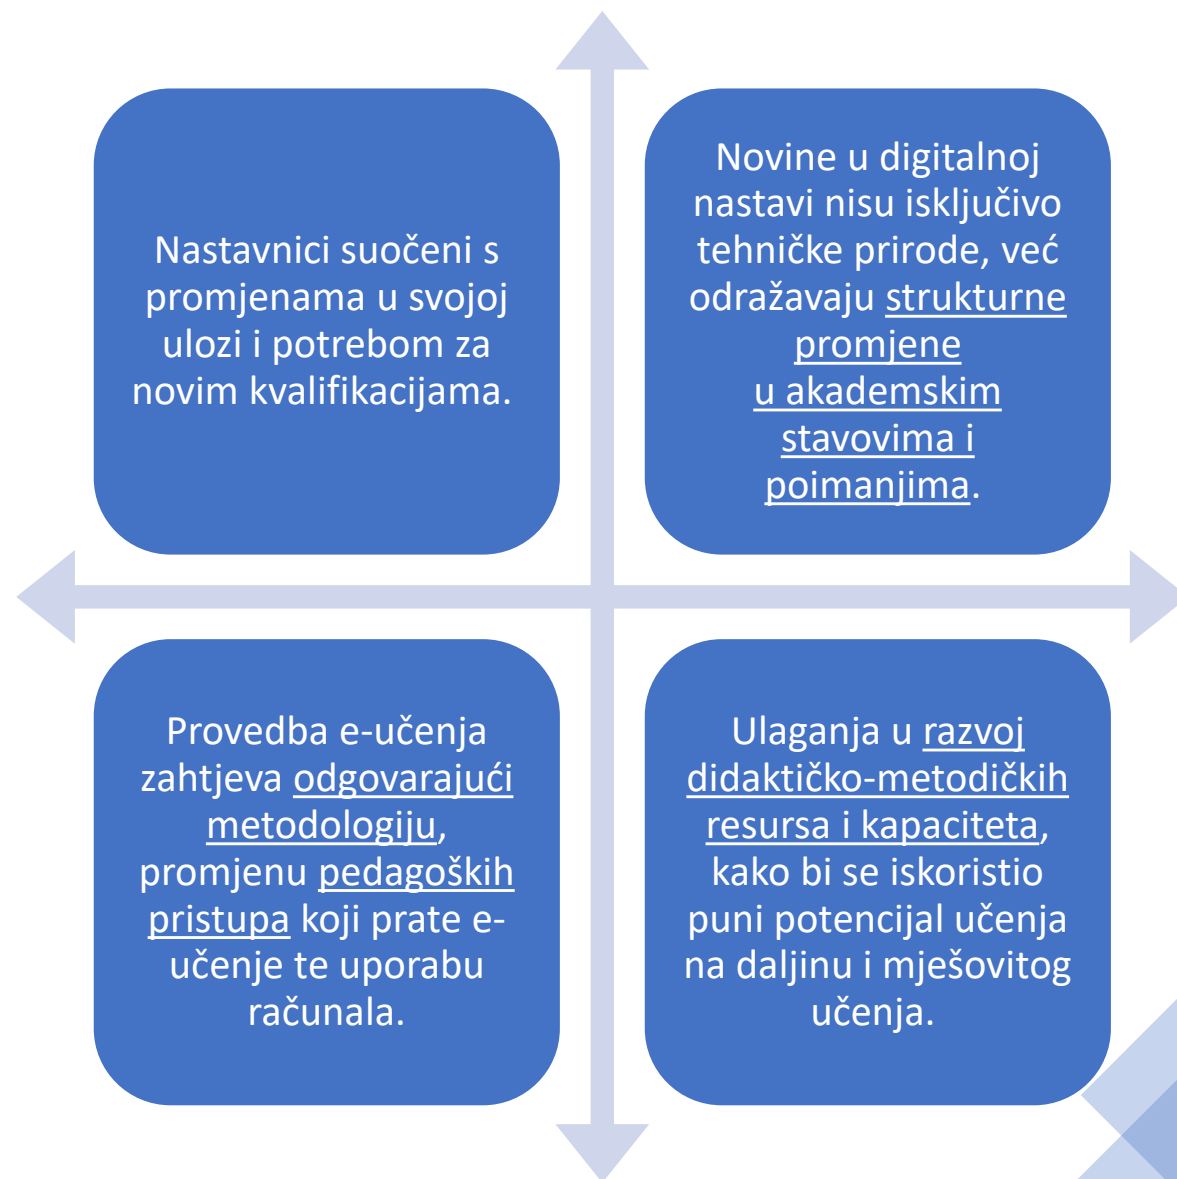 Nastavnici suočeni s
promjenama u svojoj
ulozi i potrebom za
novim kvalifikacijama.
Novine u digitalnoj
nastavi nisu isključivo
tehničke prirode, već
odražavaju strukturne
promjene
u akademskim
stavovima i
poimanjima.
Provedba e-učenja
zahtjeva odgovarajući
metodologiju,
promjenu pedagoških
pristupa koji prate e-
učenje te uporabu
računala.
Ulaganja u razvoj
didaktičko-metodičkih
resursa i kapaciteta,
kako bi se iskoristio
puni potencijal učenja
na daljinu i mješovitog
učenja.